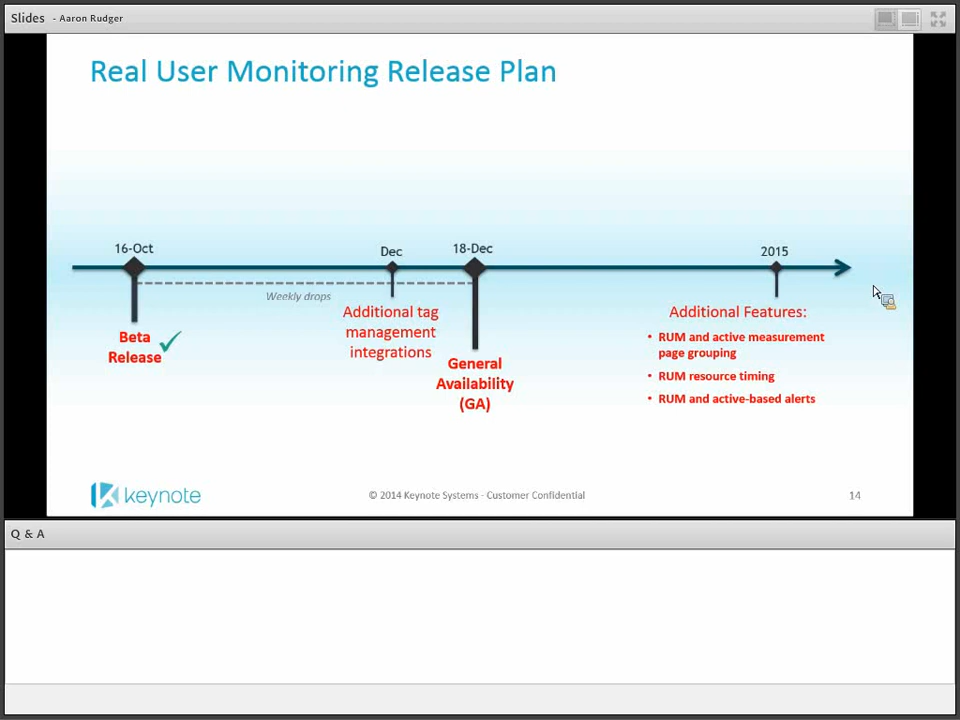 Slides - Aaron Rudger
Real User Monitoring Release Plan
16-Oct
Dec
18-Dec
2015
Weekly drops
Beta
Release
Additional tag
management
integrations
General
Availability
(GA)
Additional Features:
• RUM and active measurement
page grouping
• RUM resource timing
• RUM and active-based alerts
keynote
© 2014 Keynote Systems - Customer Confidential
14
Q & A